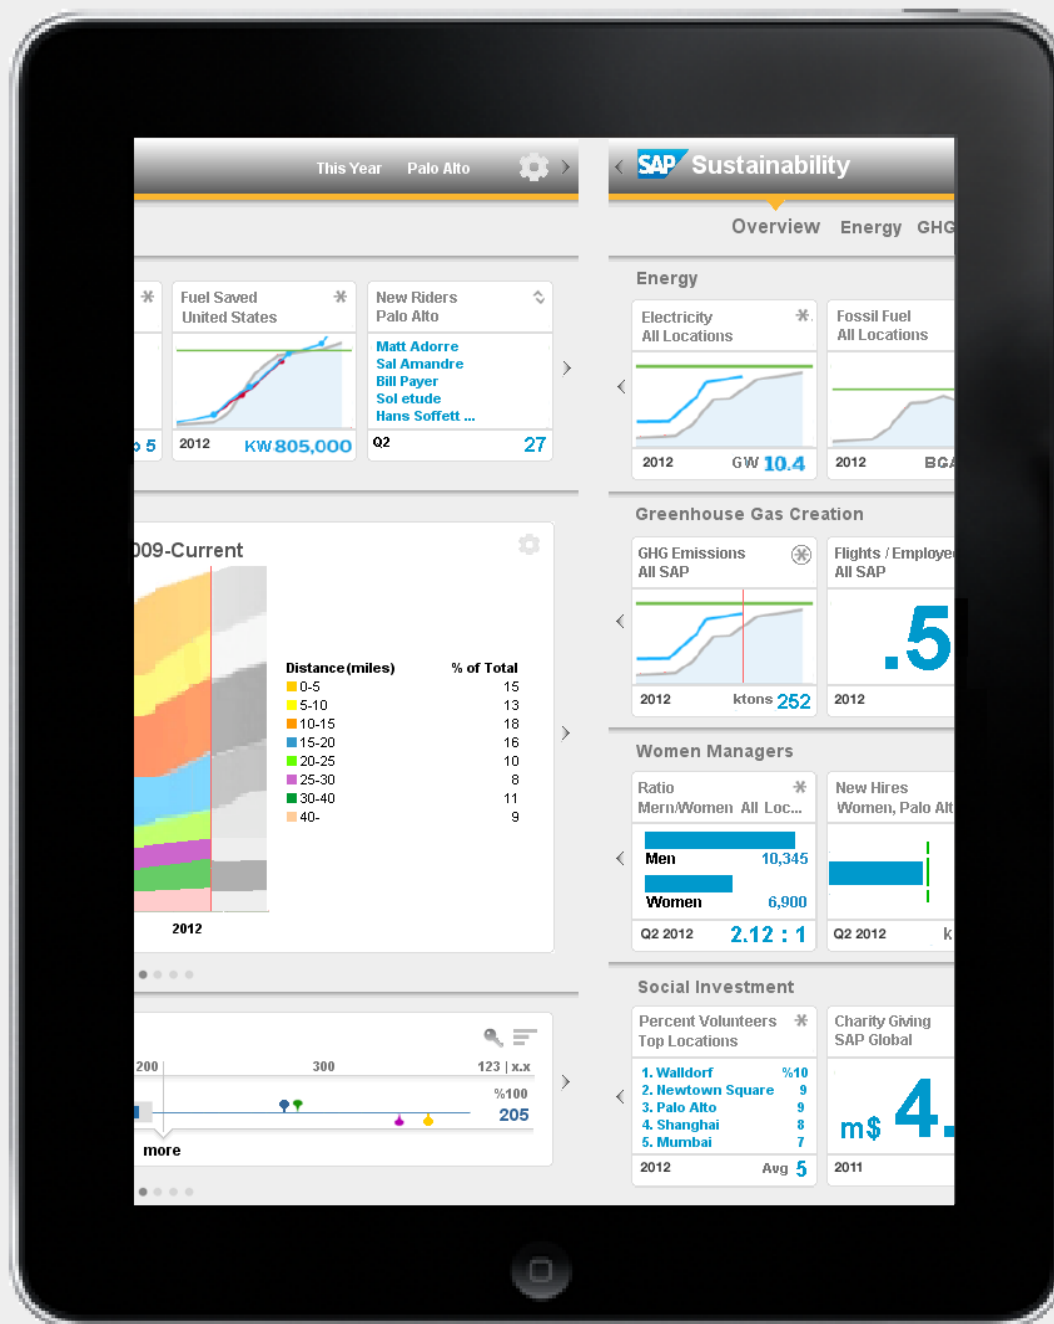 This Year Palo Alto
Fuel Saved
United States
2012 KW 805,000
New Riders
Palo Alto
Matt Adorre
Sal Amandre
Bill Payer
Sol etude
Hans Soffett ...
Q2 27
5
009-Current
Distance(miles) % of Total
0-5 15
5-10 13
10-15 18
15-20 16
20-25 10
25-30 8
30-40 11
40- 9
2012
200 300 123 | x.x
%100
205
more
SAP Sustainability
Overview Energy GHG
Energy
Electricity
All Locations
2012 GW 10.4
Fossil Fuel
All Locations
2012 BGA
Greenhouse Gas Creation
GHG Emissions
All SAP
2012 ktons 252
Flights / Employee
All SAP
.5
2012
Women Managers
Ratio
Mern/Women All Loc...
Men 10,345
Women 6,900
Q2 2012 2.12 : 1
New Hires
Women, Palo Alt
Q2 2012 k
Social Investment
Percent Volunteers
Top Locations
1. Walldorf %10
2. Newtown Square 9
3. Palo Alto 9
4. Shanghai 8
5. Mumbai 7
2012 Avg 5
Charity Giving
SAP Global
m$ 4.
2011